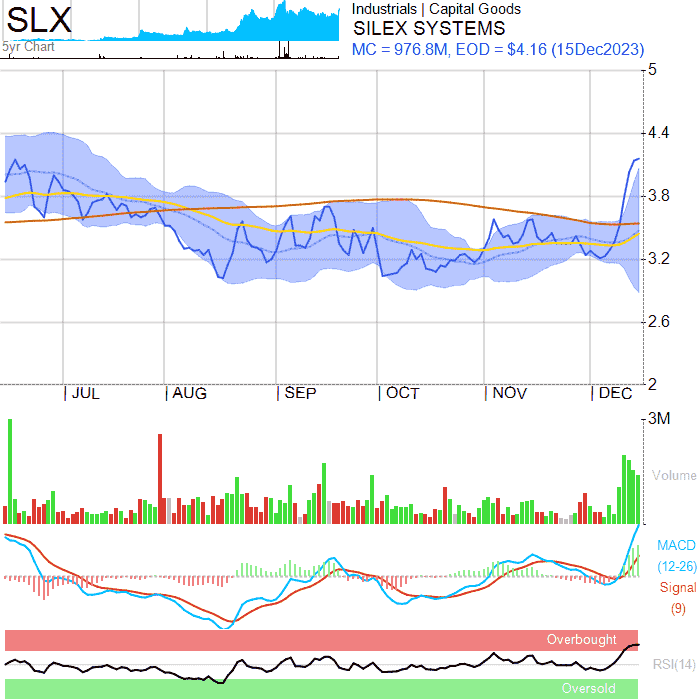 SLX
5yr Chart
Industrials | Capital Goods
SILEX SYSTEMS
MC = 976.8M, EOD = $4.16 (15Dec2023)
5
4.4
3.8
3.2
2.6
2
| JUL | AUG | SEP | OCT | NOV | DEC
3M
Volume
MACD
(12-26)
Signal
(9)
Overbought
RSI(14)
Oversold